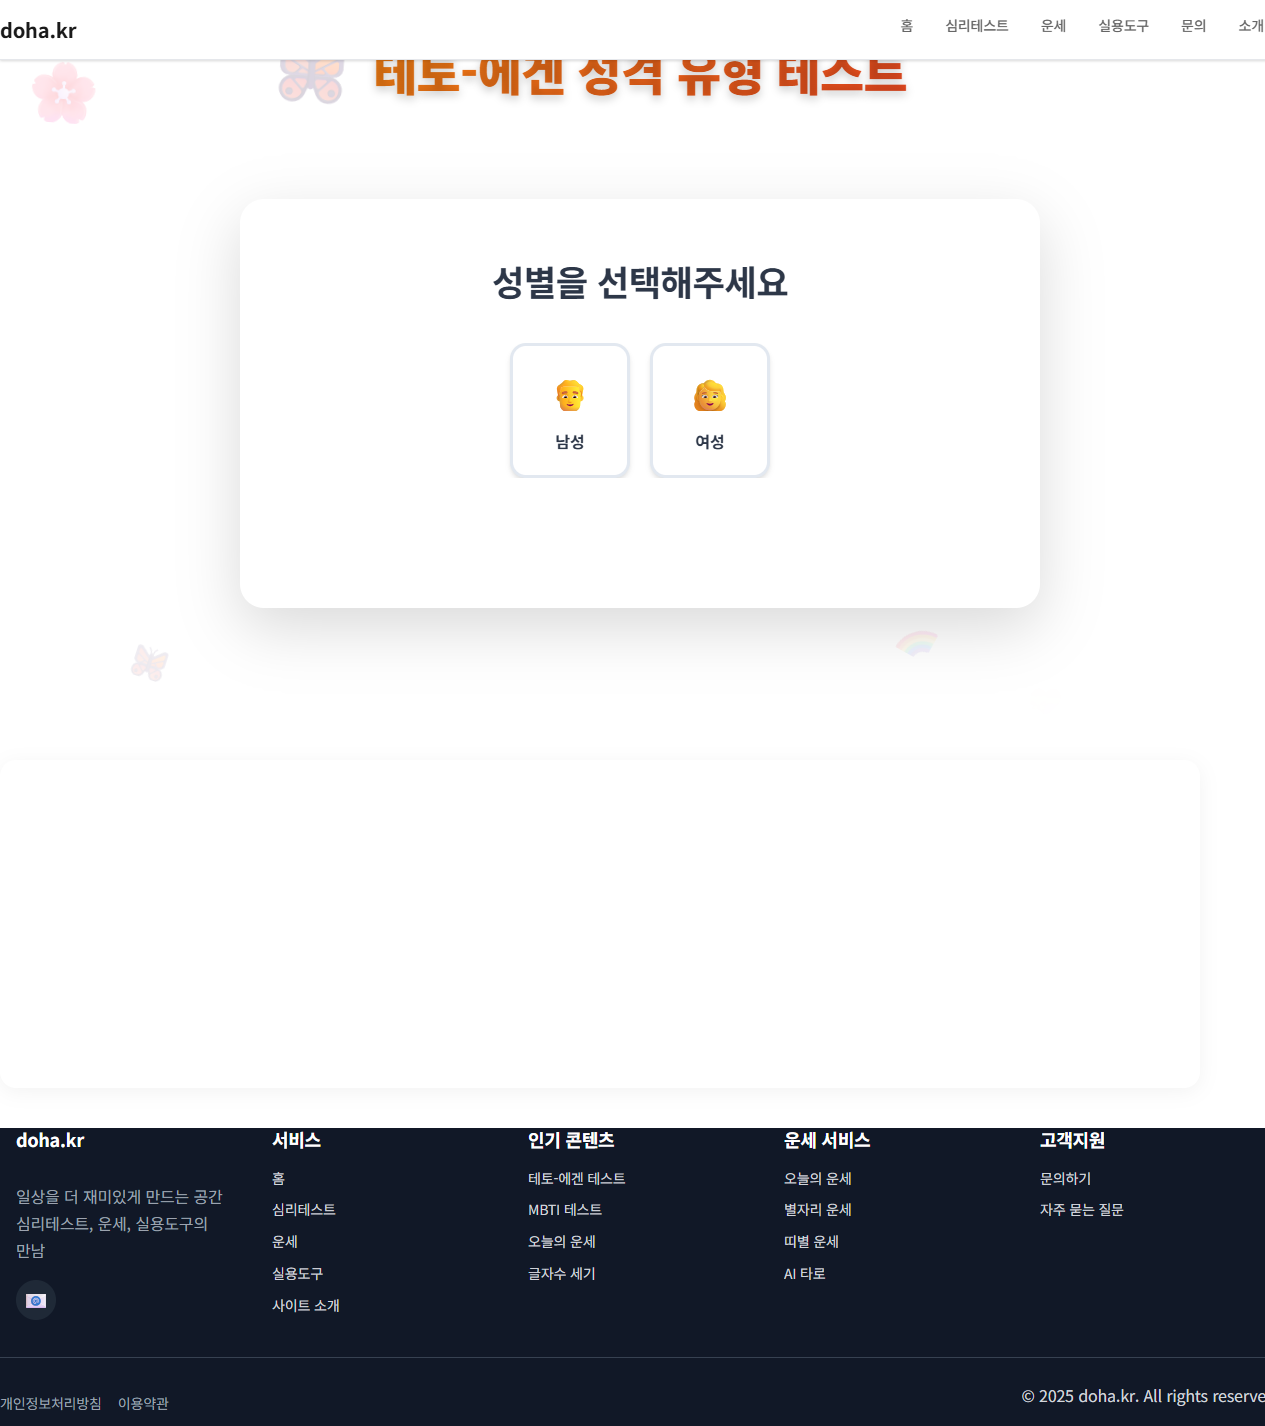 doha.kr
홈 심리테스트 운세 실용도구 문의 소개
테토-에겐 성격 유형 테스트
성별을 선택해주세요
남성 여성
doha.kr
일상을 더 재미있게 만드는 공간
심리테스트, 운세, 실용도구의
만남
서비스
홈
심리테스트
운세
실용도구
사이트 소개
인기 콘텐츠
테토-에겐 테스트
MBTI 테스트
오늘의 운세
글자수 세기
운세 서비스
오늘의 운세
별자리 운세
띠별 운세
AI 타로
고객지원
문의하기
자주 묻는 질문
개인정보처리방침 이용약관
© 2025 doha.kr. All rights reserve